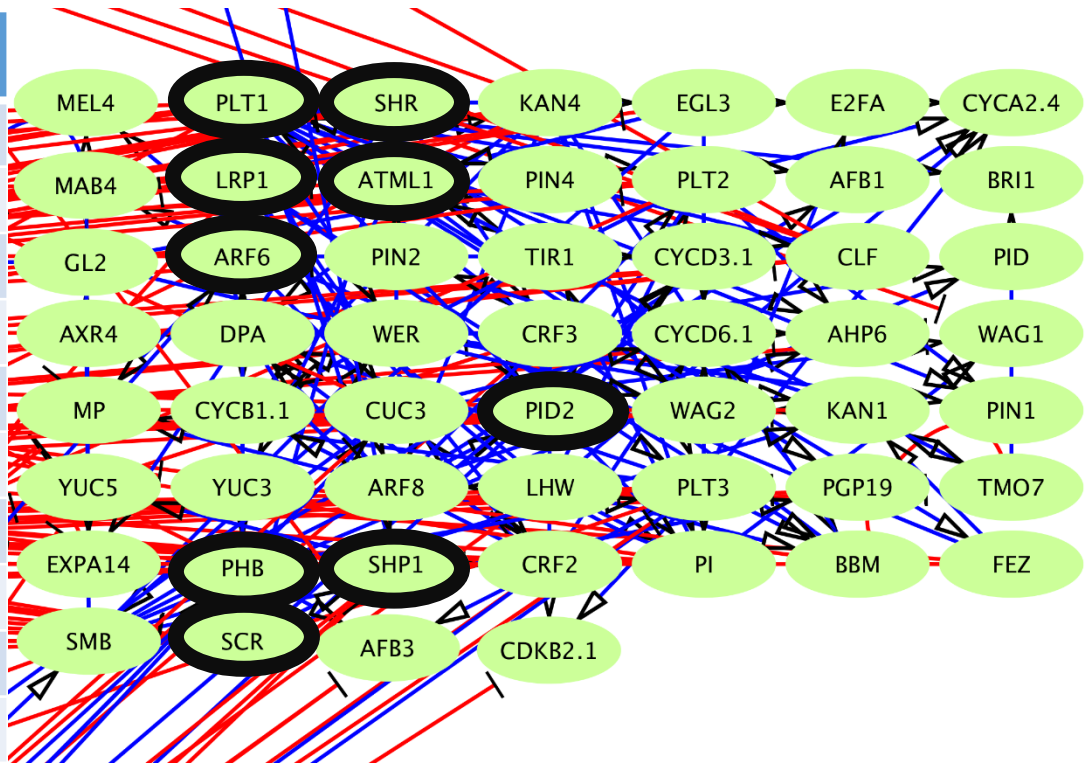 MEL4 PLT1 SHR KAN4 EGL3 E2FA CYCA2.4
MAB4 LRP1 ATML1 PIN4 PLT2 AFB1 BRI1
GL2 ARF6 PIN2 TIR1 CYCD3.1 CLF PID
AXR4 DPA WER CRF3 CYCD6.1 AHP6 WAG1
MP CYCB1.1 CUC3 PID2 WAG2 KAN1 PIN1
YUC5 YUC3 ARF8 LHW PLT3 PGP19 TMO7
EXPA14 PHB SHP1 CRF2 PI BBM FEZ
SMB SCR AFB3 CDKB2.1